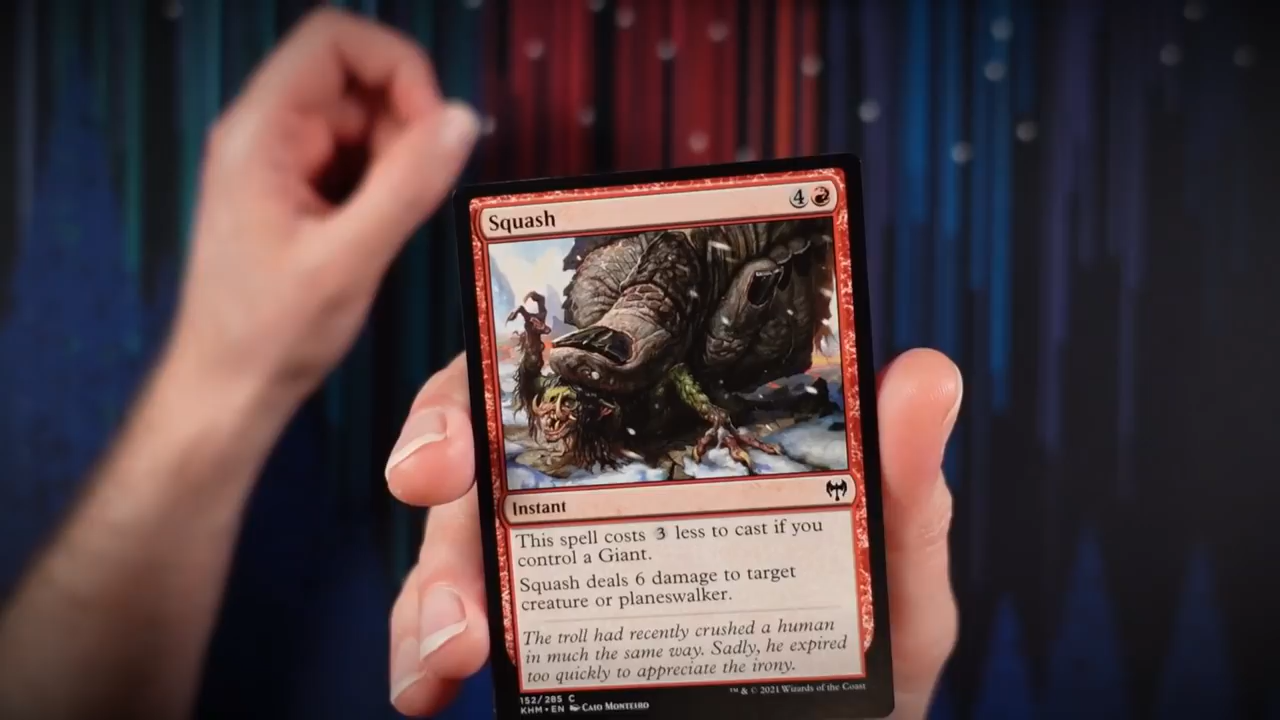 Squash 4
Instant
This spell costs 3 less to cast if you
control a Giant.
Squash deals 6 damage to target
creature or planeswalker.
The troll had recently crushed a human
in much the same way. Sadly, he expired
too quickly to appreciate the irony.
152/285 C
KHM • EN Caio Monteiro
™ & © 2021 Wizards of the Coast